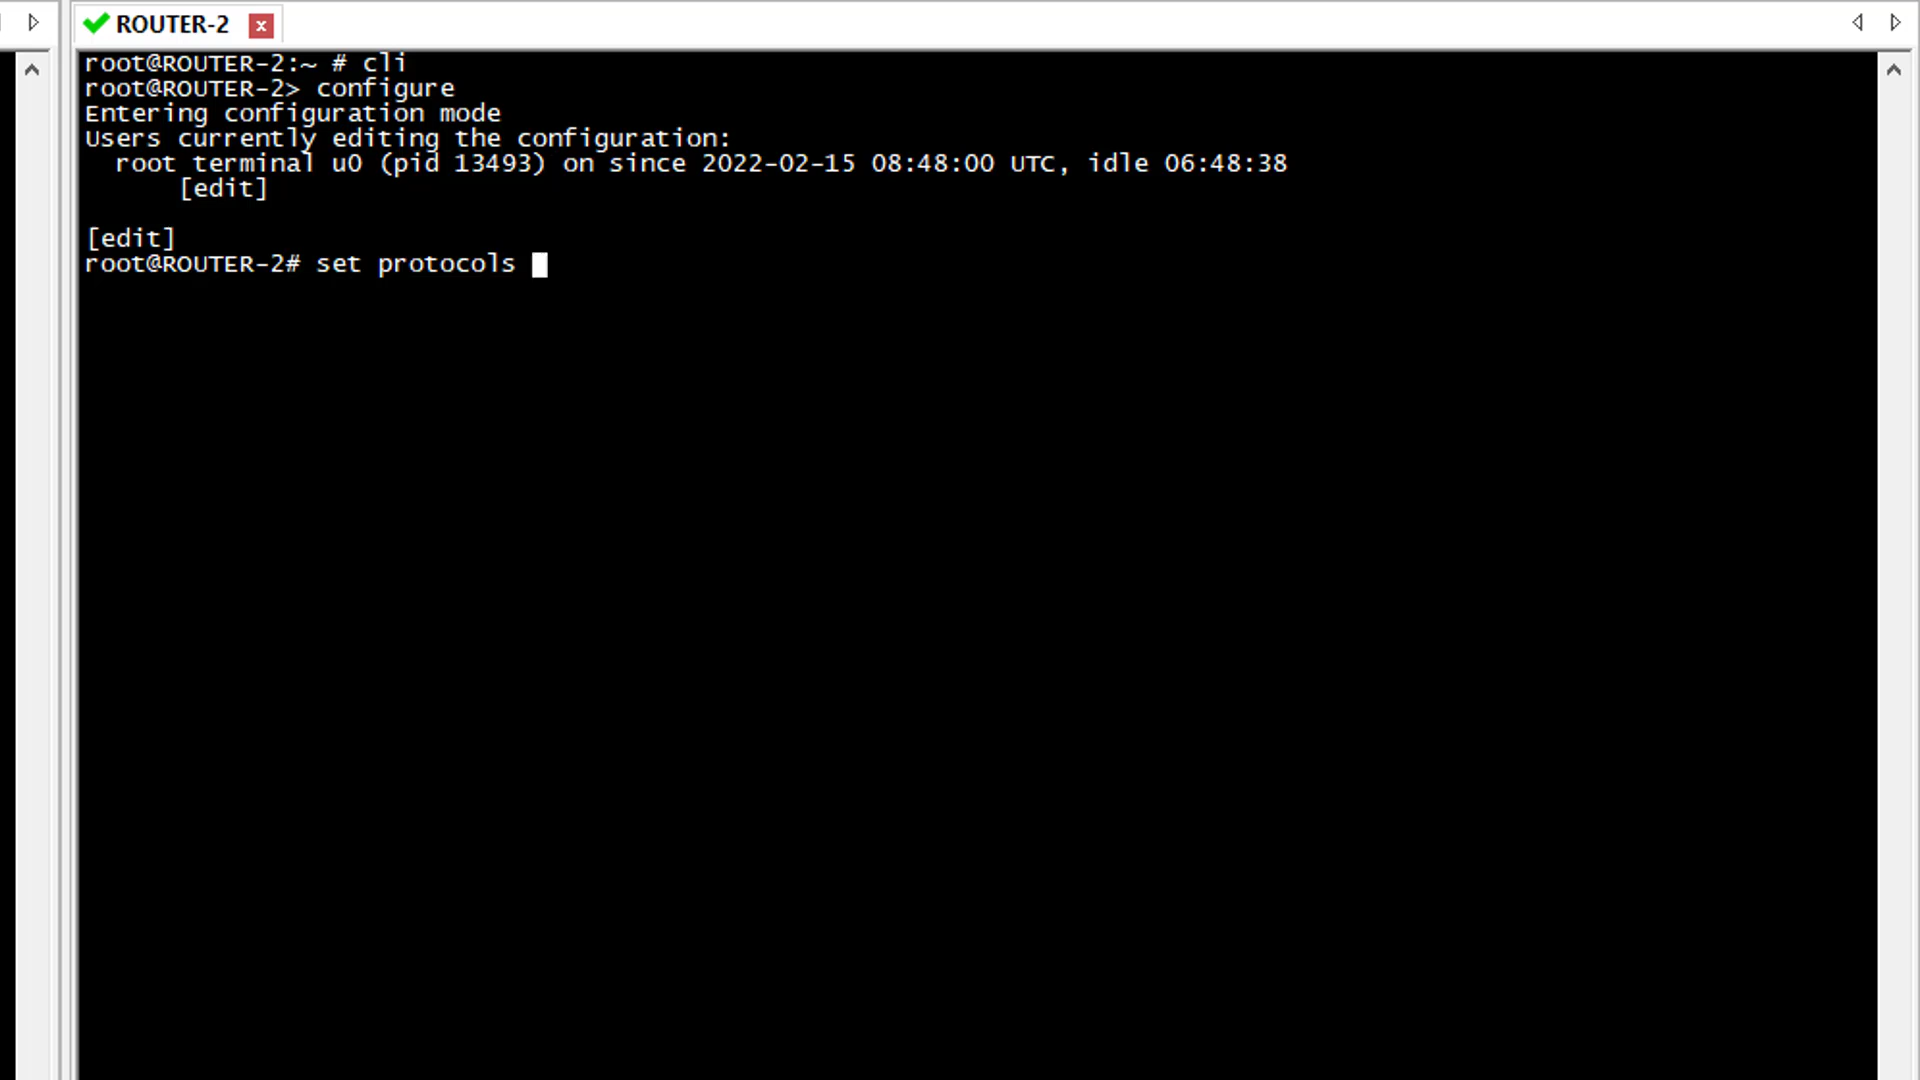 ROUTER-2
root@ROUTER-2:~ # cli
root@ROUTER-2> configure
Entering configuration mode
Users currently editing the configuration:
  root terminal u0 (pid 13493) on since 2022-02-15 08:48:00 UTC, idle 06:48:38
      [edit]
[edit]
root@ROUTER-2# set protocols